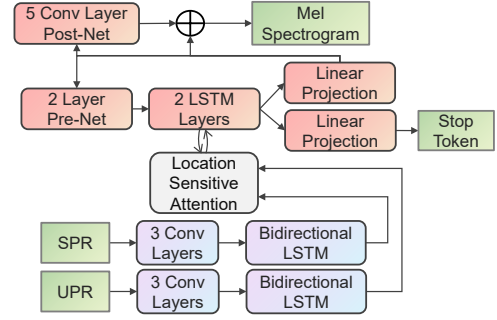 5 Conv Layer
Post-Net
Mel
Spectrogram
Linear
Projection
2 Layer
Pre-Net
2 LSTM
Layers
Linear
Projection
Stop
Token
Location
Sensitive
Attention
SPR
3 Conv
Layers
Bidirectional
LSTM
UPR
3 Conv
Layers
Bidirectional
LSTM